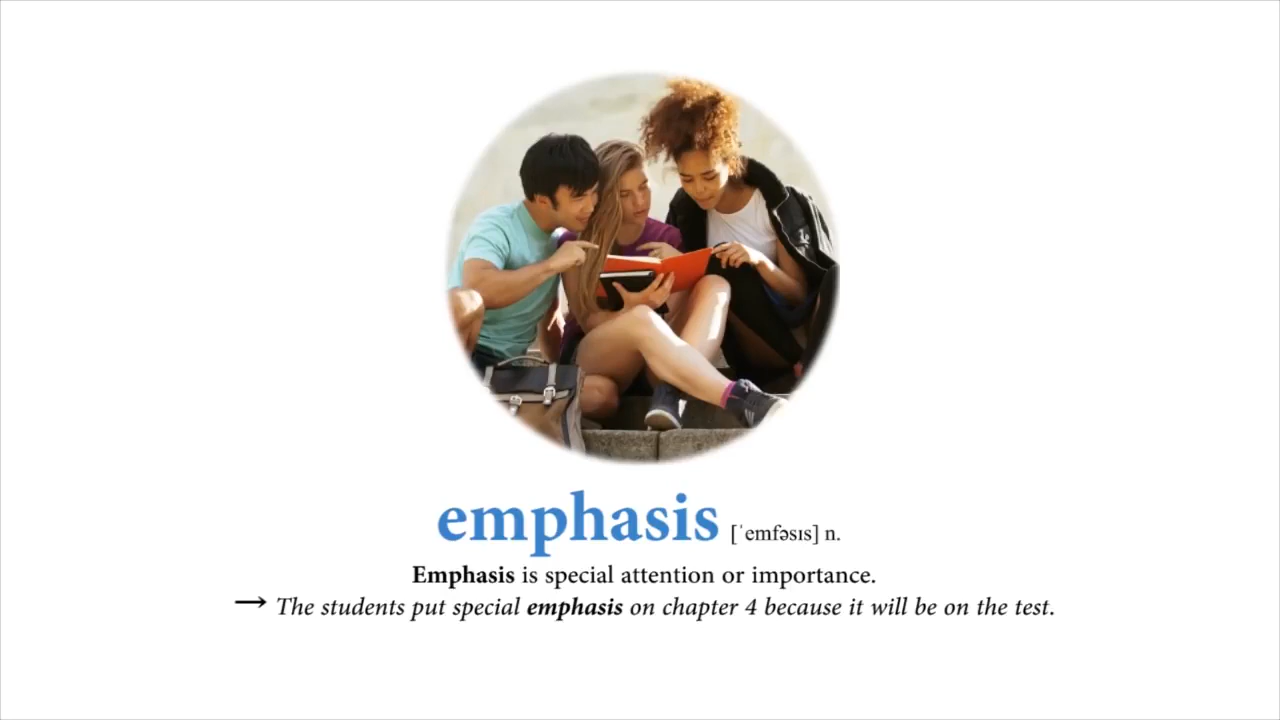 emphasis [ˈemfəsɪs] n.
Emphasis is special attention or importance.
→ The students put special emphasis on chapter 4 because it will be on the test.